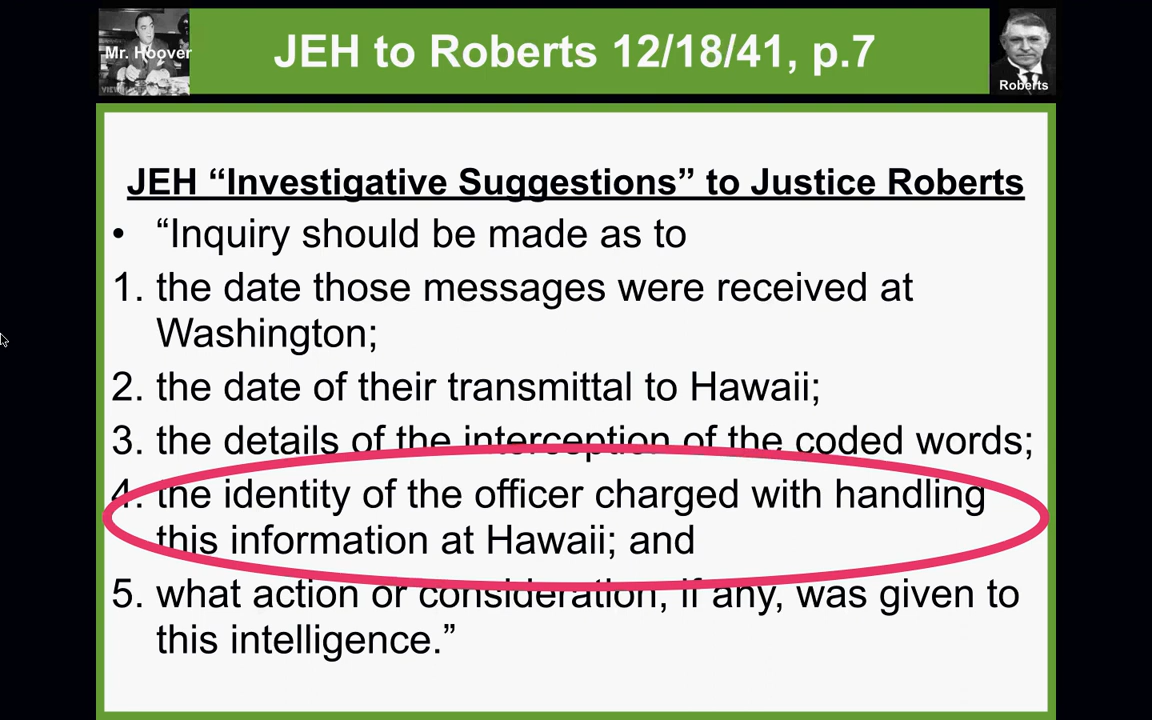 Mr. Hoover
JEH to Roberts 12/18/41, p.7
Roberts
JEH “Investigative Suggestions” to Justice Roberts
• “Inquiry should be made as to
1. the date those messages were received at
Washington;
2. the date of their transmittal to Hawaii;
3. the details of the interception of the coded words;
4. the identity of the officer charged with handling
this information at Hawaii; and
5. what action or consideration, if any, was given to
this intelligence.”